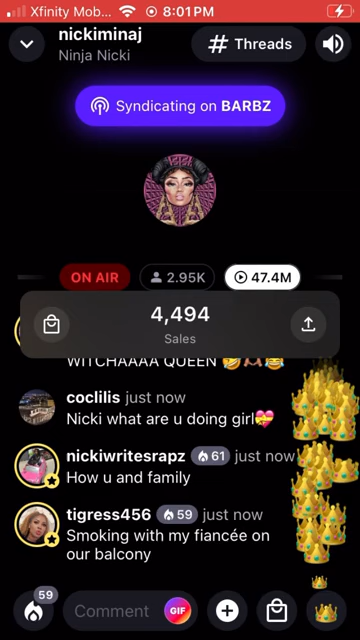 Xfinity Mob... 8:01PM
nickiminaj
Ninja Nicki
# Threads
Syndicating on BARBZ
ON AIR 2.95K 47.4M
4,494
Sales
WITCHAAAA QUEEN 🤣🙈😂
coclilis just now
Nicki what are u doing girl💝
nickiwritesrapz 61 just now
How u and family
tigress456 59 just now
Smoking with my fiancée on
our balcony
59
Comment GIF